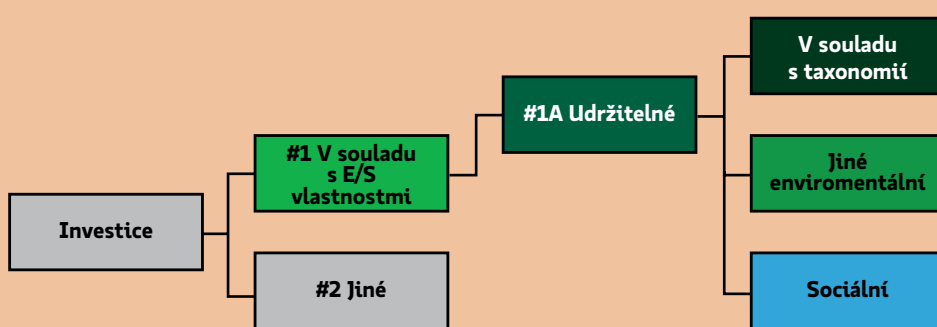 Investice
#1 V souladu
s E/S
vlastnostmi
#2 Jiné
#1A Udržitelné
V souladu
s taxonomií
Jiné
enviromentální
Sociální